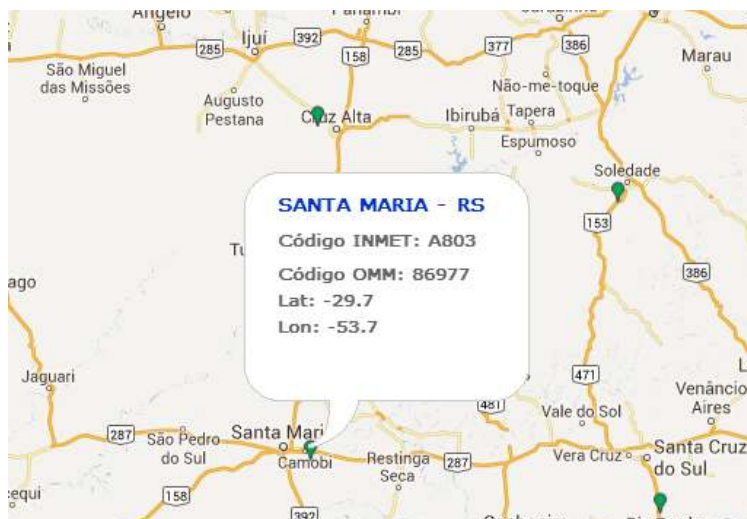 Angelo
Panambi
Ijuí
392
285
158
285
377
386
Marau
São Miguel
das Missões
Não-me-toque
Augusto
Pestana
Cruz Alta
Ibirubá
Tapera
Espumoso
Soledade
153
SANTA MARIA - RS
Código INMET: A803
Tu
Código OMM: 86977
386
ago
Lat: -29.7
Lon: -53.7
Jaguari
471
L
Venâncio
Aires
481
Vale do Sol
287
São Pedro
do Sul
Santa Mari
Camobi
Restinga
Seca
287
Vera Cruz
Santa Cruz
do Sul
cequi
158
392